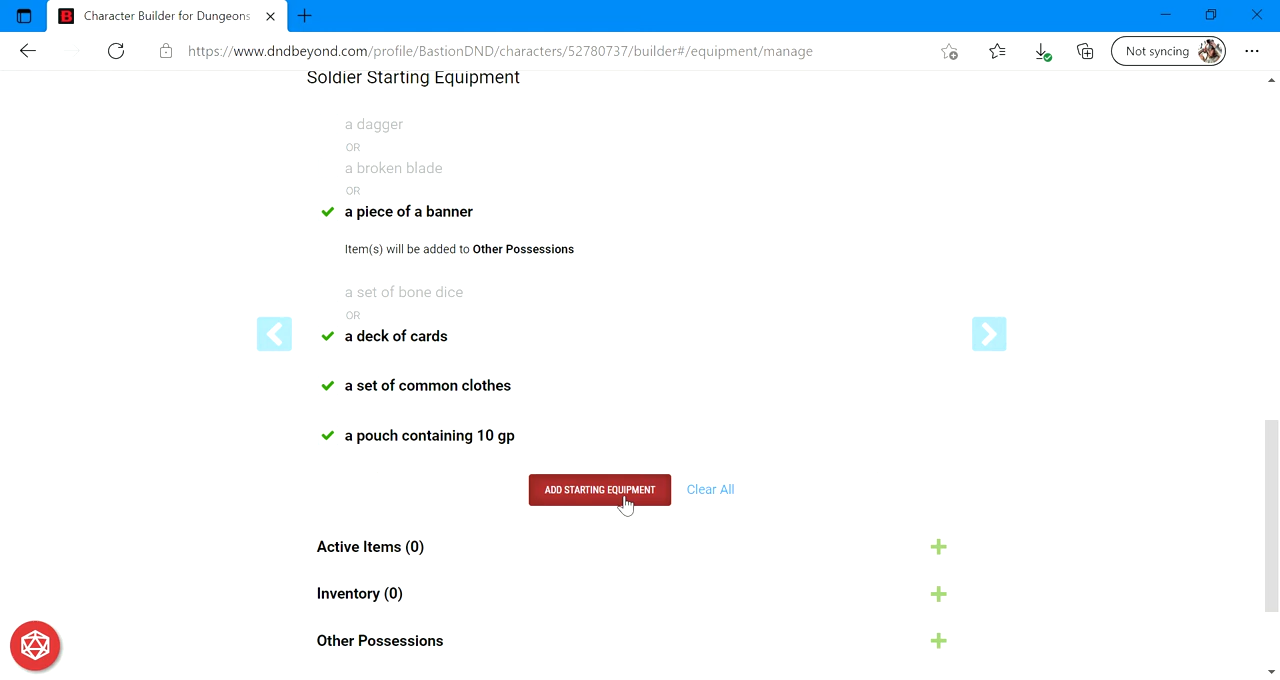 B Character Builder for Dungeons
https://www.dndbeyond.com/profile/BastionDND/characters/52780737/builder#/equipment/manage
Not syncing
Soldier Starting Equipment
a dagger
OR
a broken blade
OR
a piece of a banner
Item(s) will be added to Other Possessions
a set of bone dice
OR
a deck of cards
a set of common clothes
a pouch containing 10 gp
ADD STARTING EQUIPMENT Clear All
Active Items (0)
Inventory (0)
Other Possessions